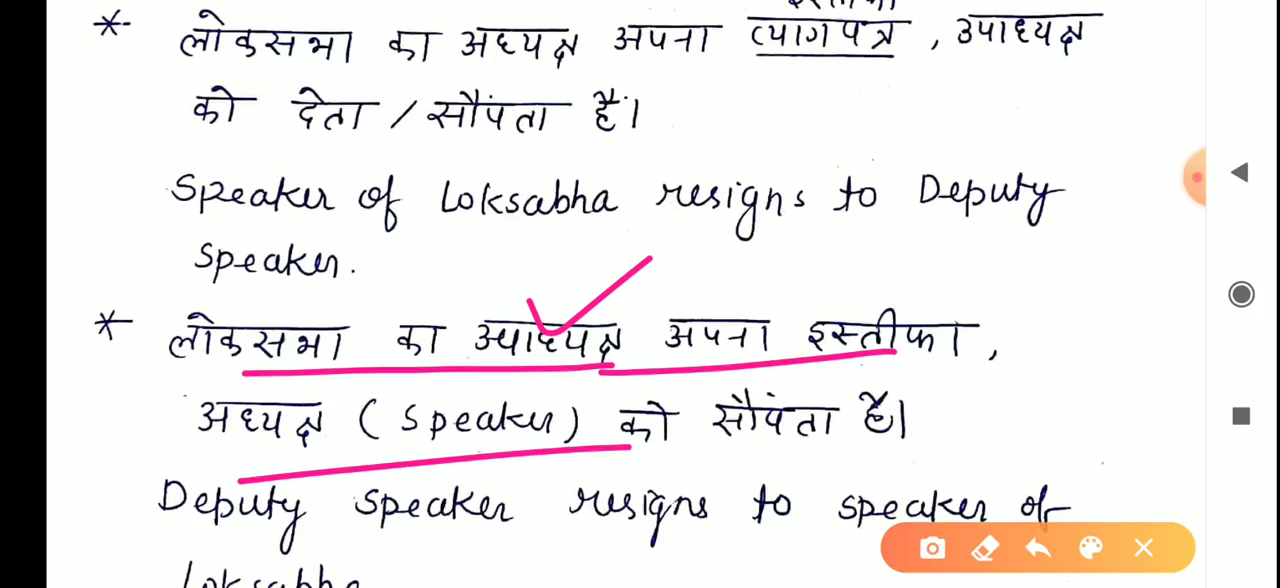 * लोकसभा का अध्यक्ष अपना त्यागपत्र , उपाध्यक्ष
को देता / सौंपता है।
Speaker of Loksabha resigns to Deputy
Speaker.
* लोकसभा का उपाध्यक्ष अपना इस्तीफा ,
अध्यक्ष ( speaker ) को सौंपता है।
Deputy speaker resigns to speaker of
Loksabha